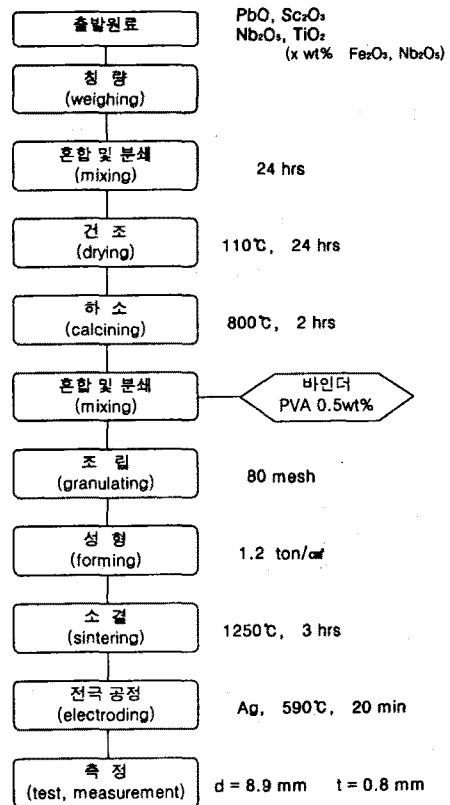 출발원료
PbO, Sc₂O₃
Nb₂O₅, TiO₂
(x wt% Fe₂O₃, Nb₂O₅)
칭 량
(weighing)
혼합 및 분쇄
(mixing)
24 hrs
건 조
(drying)
110℃, 24 hrs
하 소
(calcining)
800℃, 2 hrs
혼합 및 분쇄
(mixing)
바인더
PVA 0.5wt%
조 립
(granulating)
80 mesh
성 형
(forming)
1.2 ton/㎠
소 결
(sintering)
1250℃, 3 hrs
전극 공정
(electroding)
Ag, 590℃, 20 min
측 정
(test, measurement)
d = 8.9 mm t = 0.8 mm